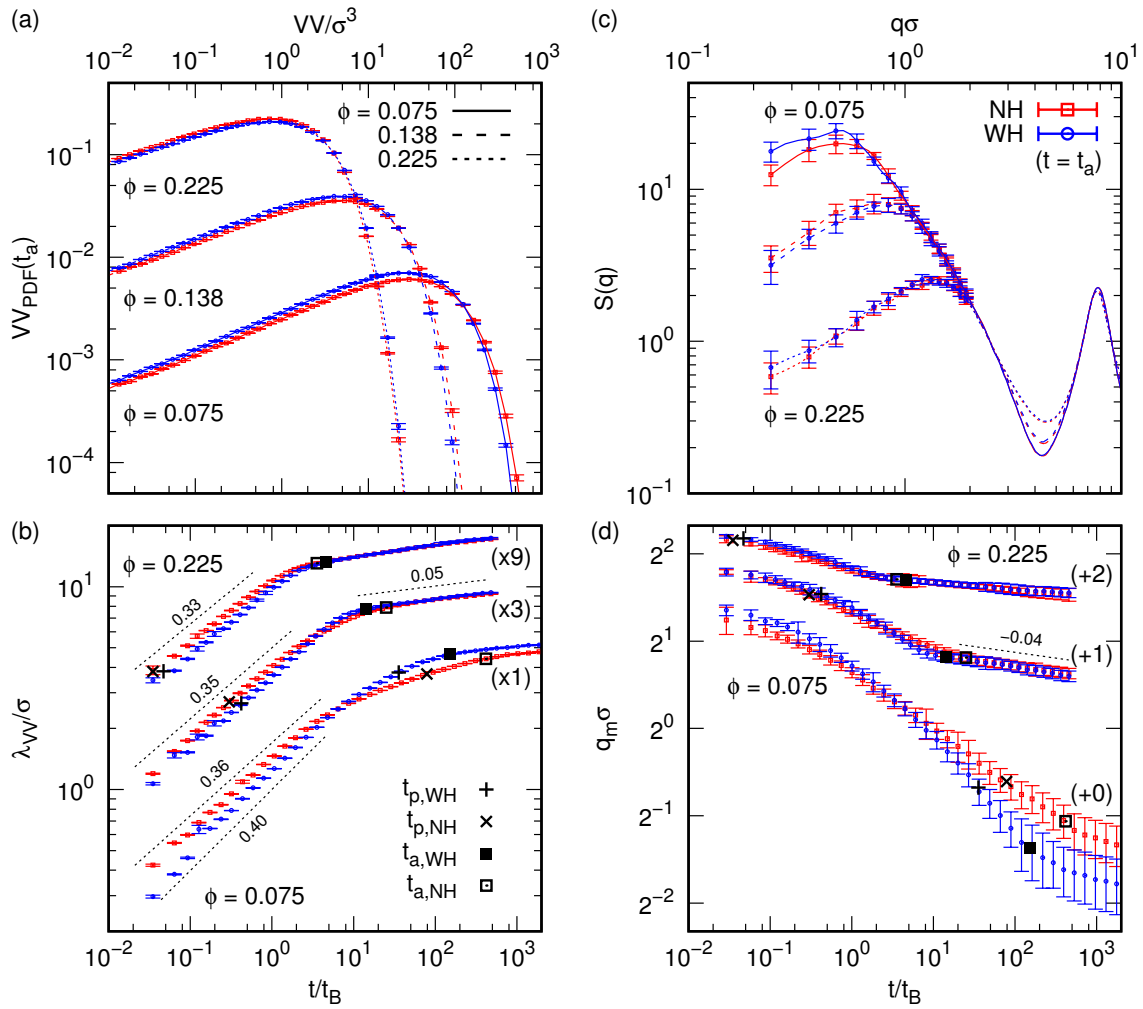 (a)
VV/σ³
10⁻² 10⁻¹ 10⁰ 10¹ 10² 10³
VV_PDF(t_a)
10⁻¹
10⁻²
10⁻³
10⁻⁴
ϕ = 0.075
0.138
0.225
ϕ = 0.225
ϕ = 0.138
ϕ = 0.075
(c)
qσ
10⁻¹ 10⁰ 10¹
S(q)
10¹
10⁰
10⁻¹
ϕ = 0.075
NH
WH
(t = t_a)
ϕ = 0.225
(b)
λ_VV/σ
10¹
10⁰
ϕ = 0.225
(x9)
0.05
0.33
(x3)
0.35
(x1)
0.36
0.40
t_p,WH
t_p,NH
t_a,WH
t_a,NH
ϕ = 0.075
10⁻² 10⁻¹ 10⁰ 10¹ 10² 10³
t/t_B
(d)
q_mσ
2²
2¹
2⁰
2⁻¹
2⁻²
ϕ = 0.225
(+2)
−0.04
(+1)
ϕ = 0.075
(+0)
10⁻² 10⁻¹ 10⁰ 10¹ 10² 10³
t/t_B